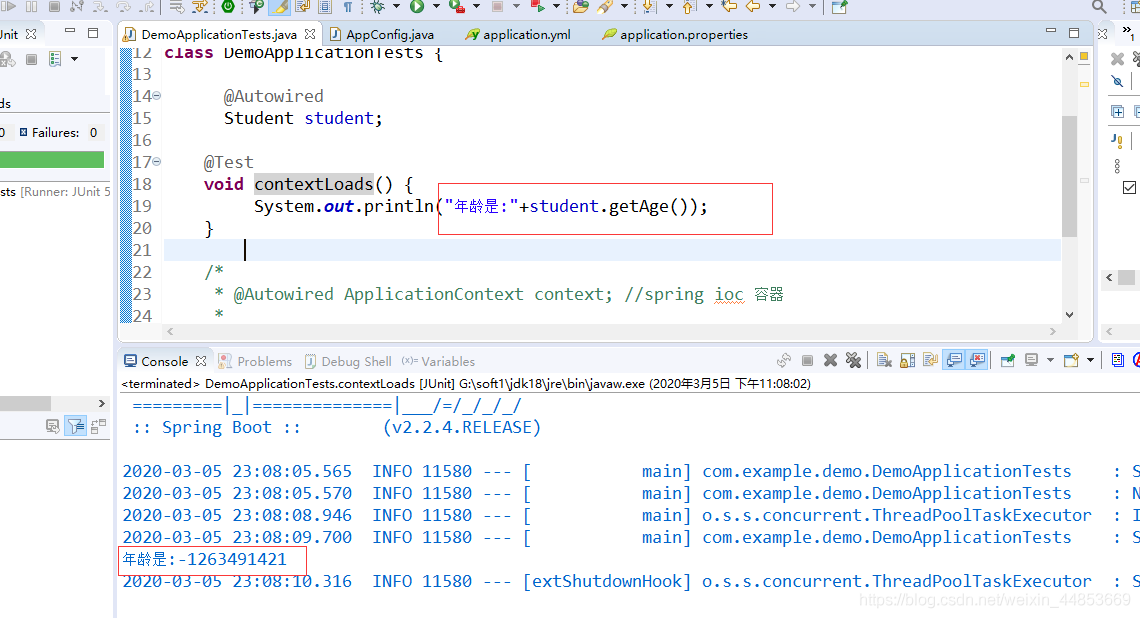 Unit
DemoApplicationTests.java
AppConfig.java
application.yml
application.properties
»1
12 class DemoApplicationTests {
13
14 @Autowired
15 Student student;
16
17 @Test
18 void contextLoads() {
19 System.out.println("年龄是:"+student.getAge());
20 }
21
22 /*
23 * @Autowired ApplicationContext context; //spring ioc 容器
24 *
ds
0 Failures: 0
sts [Runner: JUnit 5
Console Problems Debug Shell (x)= Variables
<terminated> DemoApplicationTests.contextLoads [JUnit] G:\soft1\jdk18\jre\bin\javaw.exe (2020年3月5日 下午11:08:02)
=========|_|==============|___/=/_/_/_/
:: Spring Boot :: (v2.2.4.RELEASE)
2020-03-05 23:08:05.565 INFO 11580 --- [ main] com.example.demo.DemoApplicationTests : S
2020-03-05 23:08:05.570 INFO 11580 --- [ main] com.example.demo.DemoApplicationTests : N
2020-03-05 23:08:08.946 INFO 11580 --- [ main] o.s.s.concurrent.ThreadPoolTaskExecutor : I
2020-03-05 23:08:09.700 INFO 11580 --- [ main] com.example.demo.DemoApplicationTests : S
年龄是:-1263491421
2020-03-05 23:08:10.316 INFO 11580 --- [extShutdownHook] o.s.s.concurrent.ThreadPoolTaskExecutor : S
https://blog.csdn.net/weixin_44853669